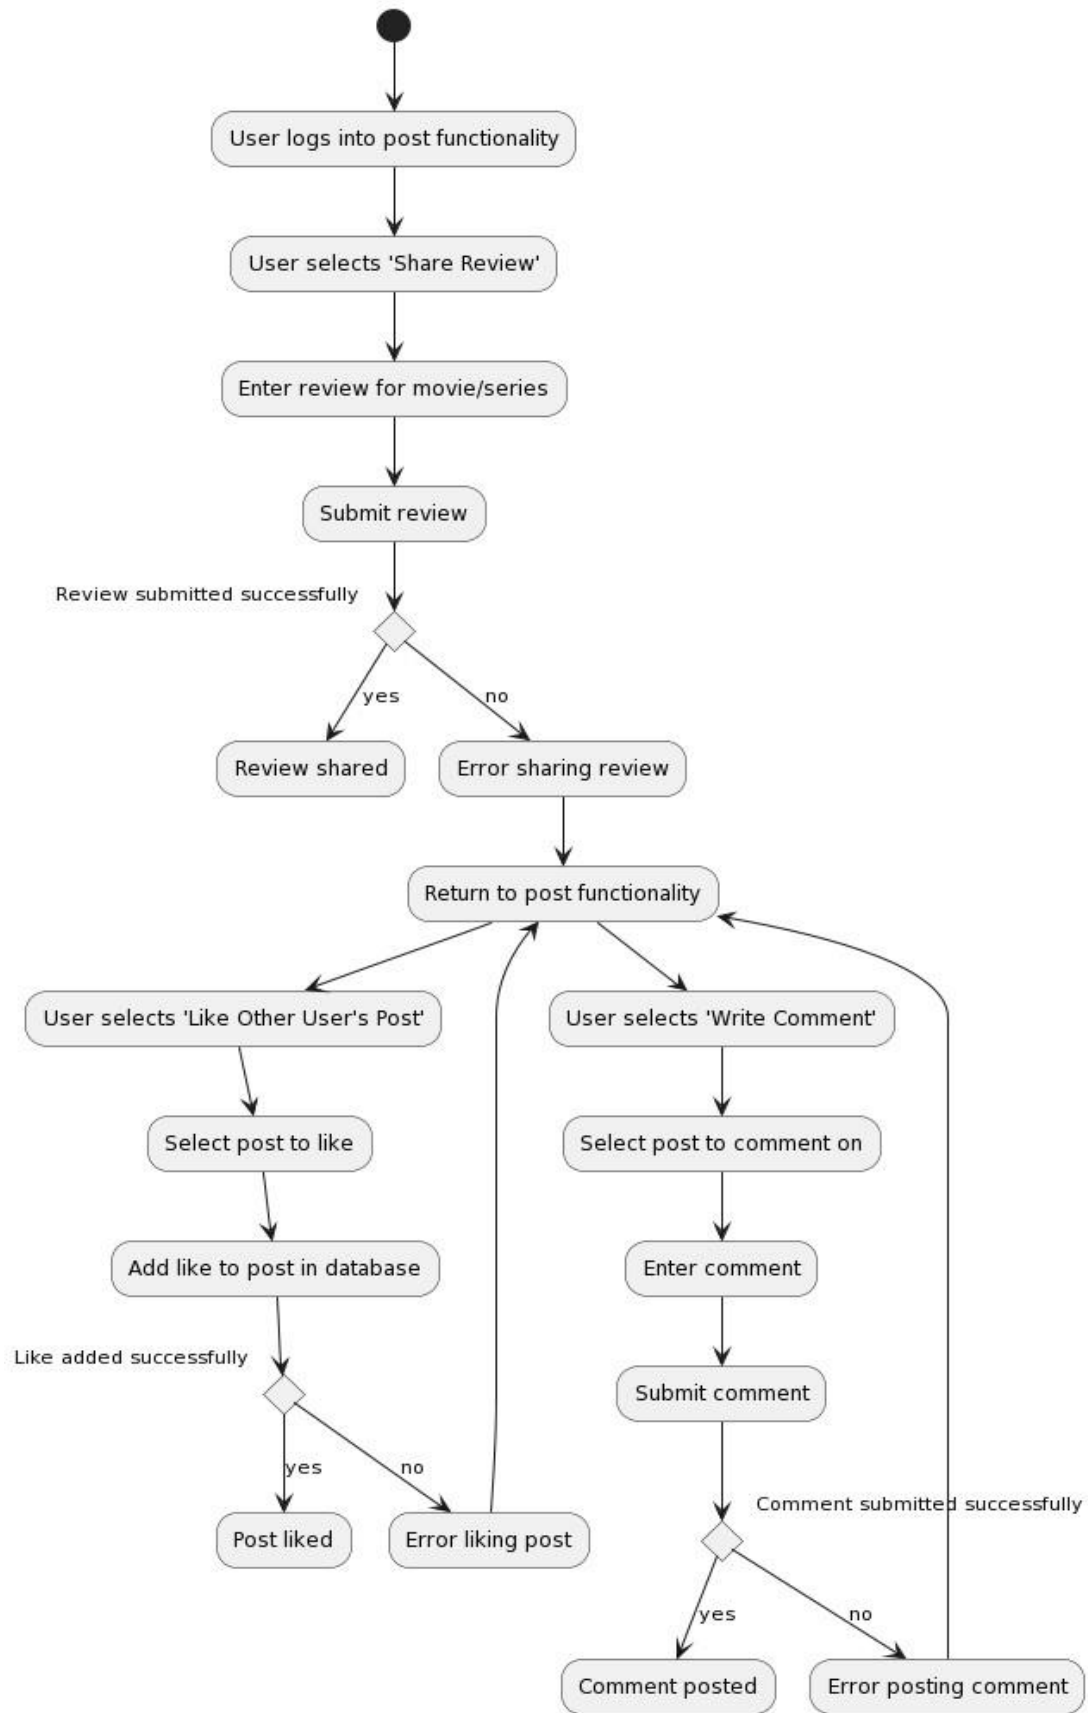 User logs into post functionality
User selects 'Share Review'
Enter review for movie/series
Submit review
Review submitted successfully
yes
no
Review shared
Error sharing review
Return to post functionality
User selects 'Like Other User's Post'
User selects 'Write Comment'
Select post to like
Select post to comment on
Add like to post in database
Enter comment
Like added successfully
Submit comment
yes
no
Comment submitted successfully
Post liked
Error liking post
yes
no
Comment posted
Error posting comment